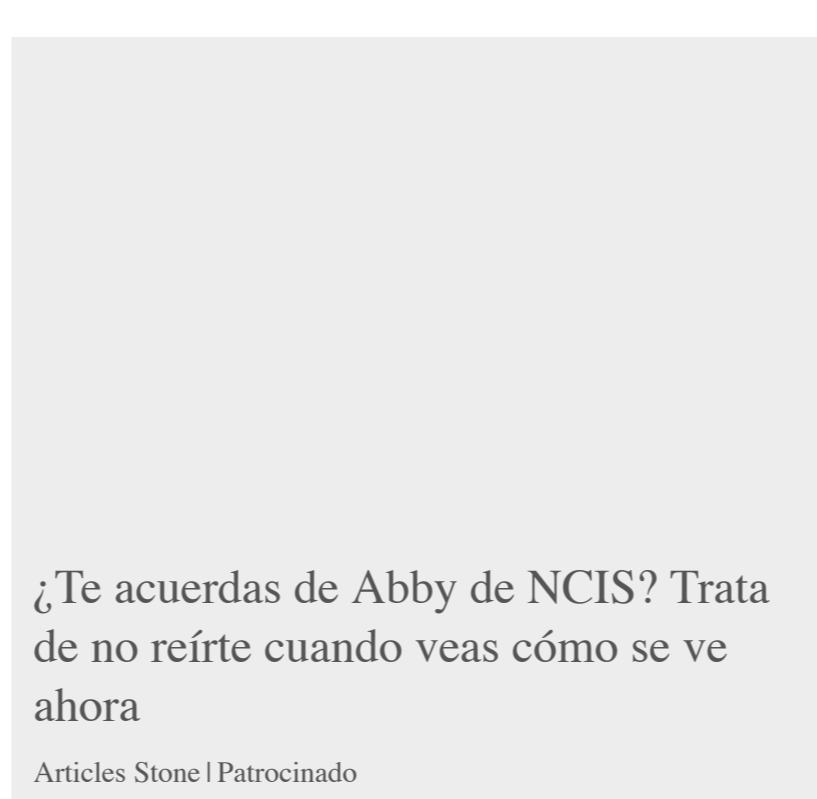 ¿Te acuerdas de Abby de NCIS? Trata
de no reírte cuando veas cómo se ve
ahora
Articles Stone | Patrocinado